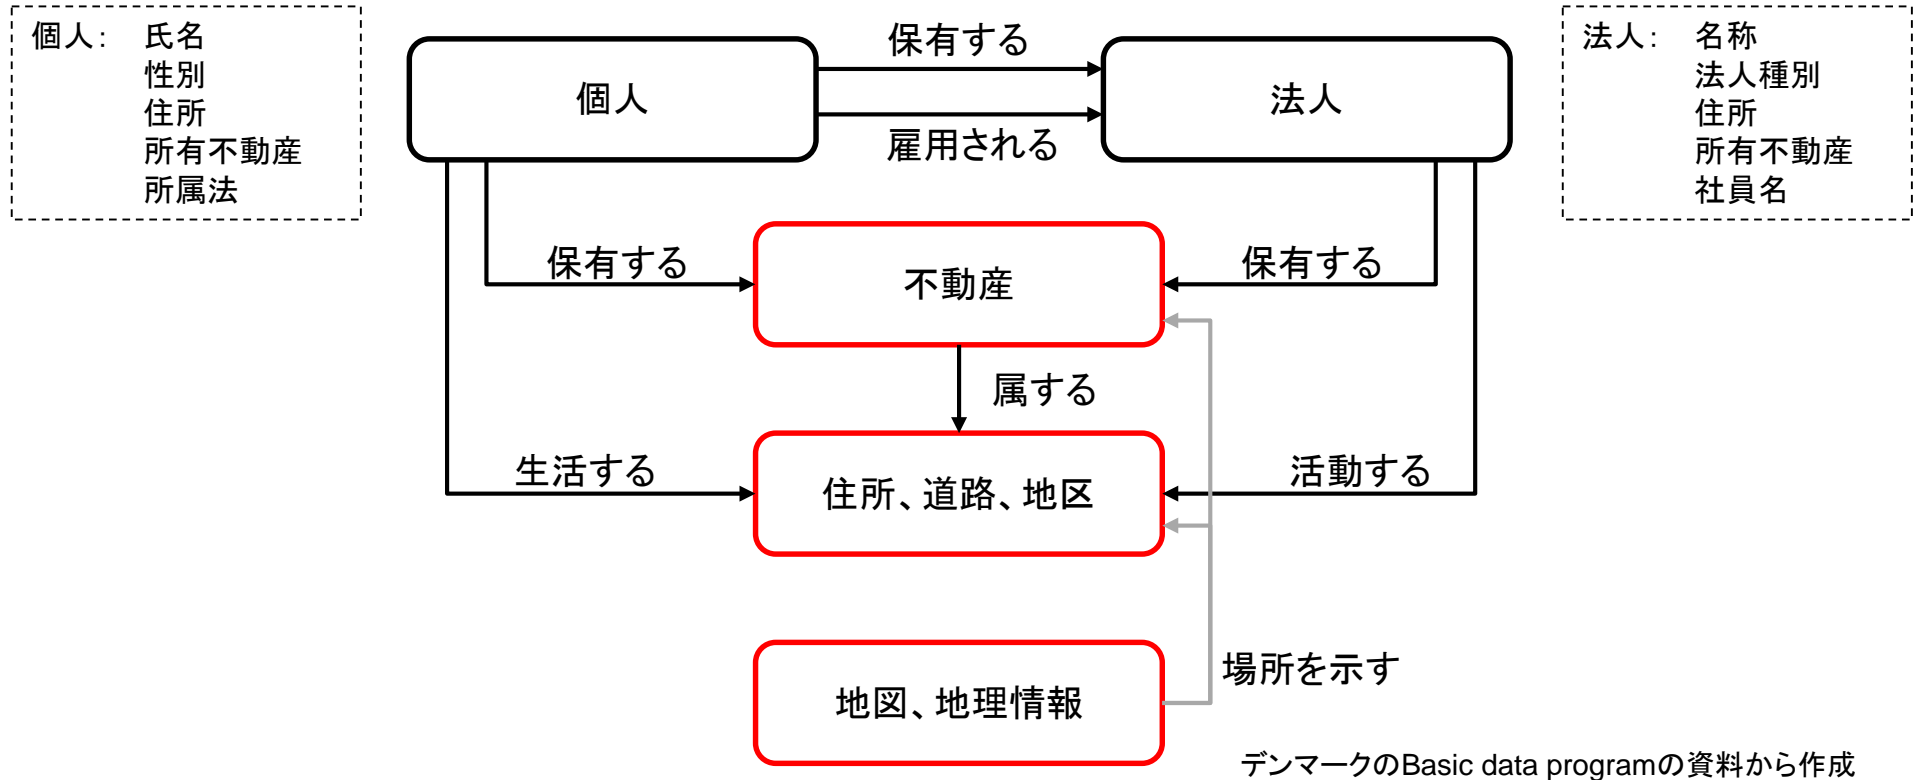 個人： 氏名
性別
住所
所有不動産
所属法
個人
保有する
雇用される
法人
法人： 名称
法人種別
住所
所有不動産
社員名
保有する
不動産
保有する
属する
生活する
住所、道路、地区
活動する
場所を示す
地図、地理情報
デンマークのBasic data programの資料から作成